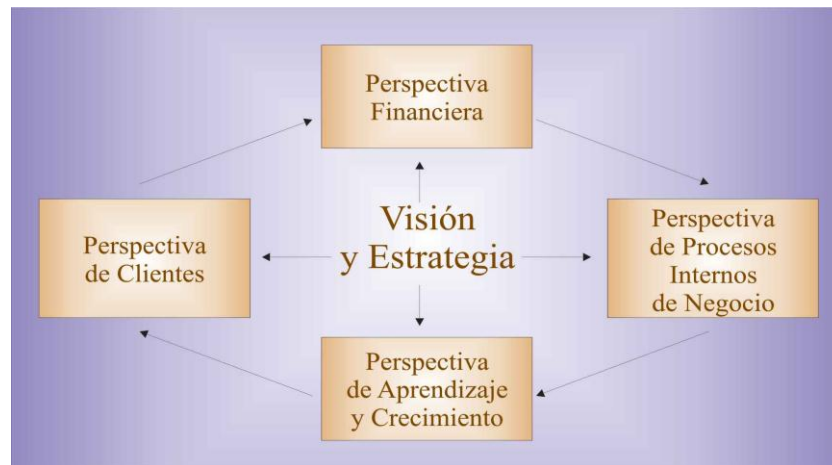 Perspectiva
Financiera
Perspectiva
de Clientes
Visión
y Estrategia
Perspectiva
de Procesos
Internos
de Negocio
Perspectiva
de Aprendizaje
y Crecimiento